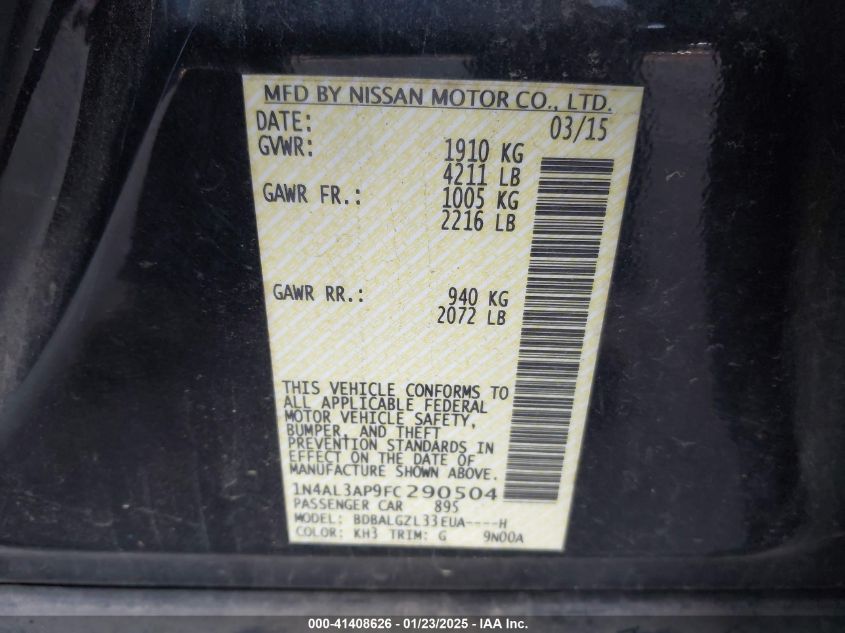 MFD BY NISSAN MOTOR CO., LTD.
DATE: 03/15
GVWR: 1910 KG
4211 LB
GAWR FR.: 1005 KG
2216 LB
GAWR RR.: 940 KG
2072 LB
THIS VEHICLE CONFORMS TO
ALL APPLICABLE FEDERAL
MOTOR VEHICLE SAFETY,
BUMPER, AND THEFT
PREVENTION STANDARDS IN
EFFECT ON THE DATE OF
MANUFACTURE SHOWN ABOVE.
1N4AL3AP9FC290504
PASSENGER CAR 895
MODEL: BDBALGZL33EUA----H
COLOR: KH3 TRIM: G 9N00A
000-41408626 - 01/23/2025 - IAA Inc.